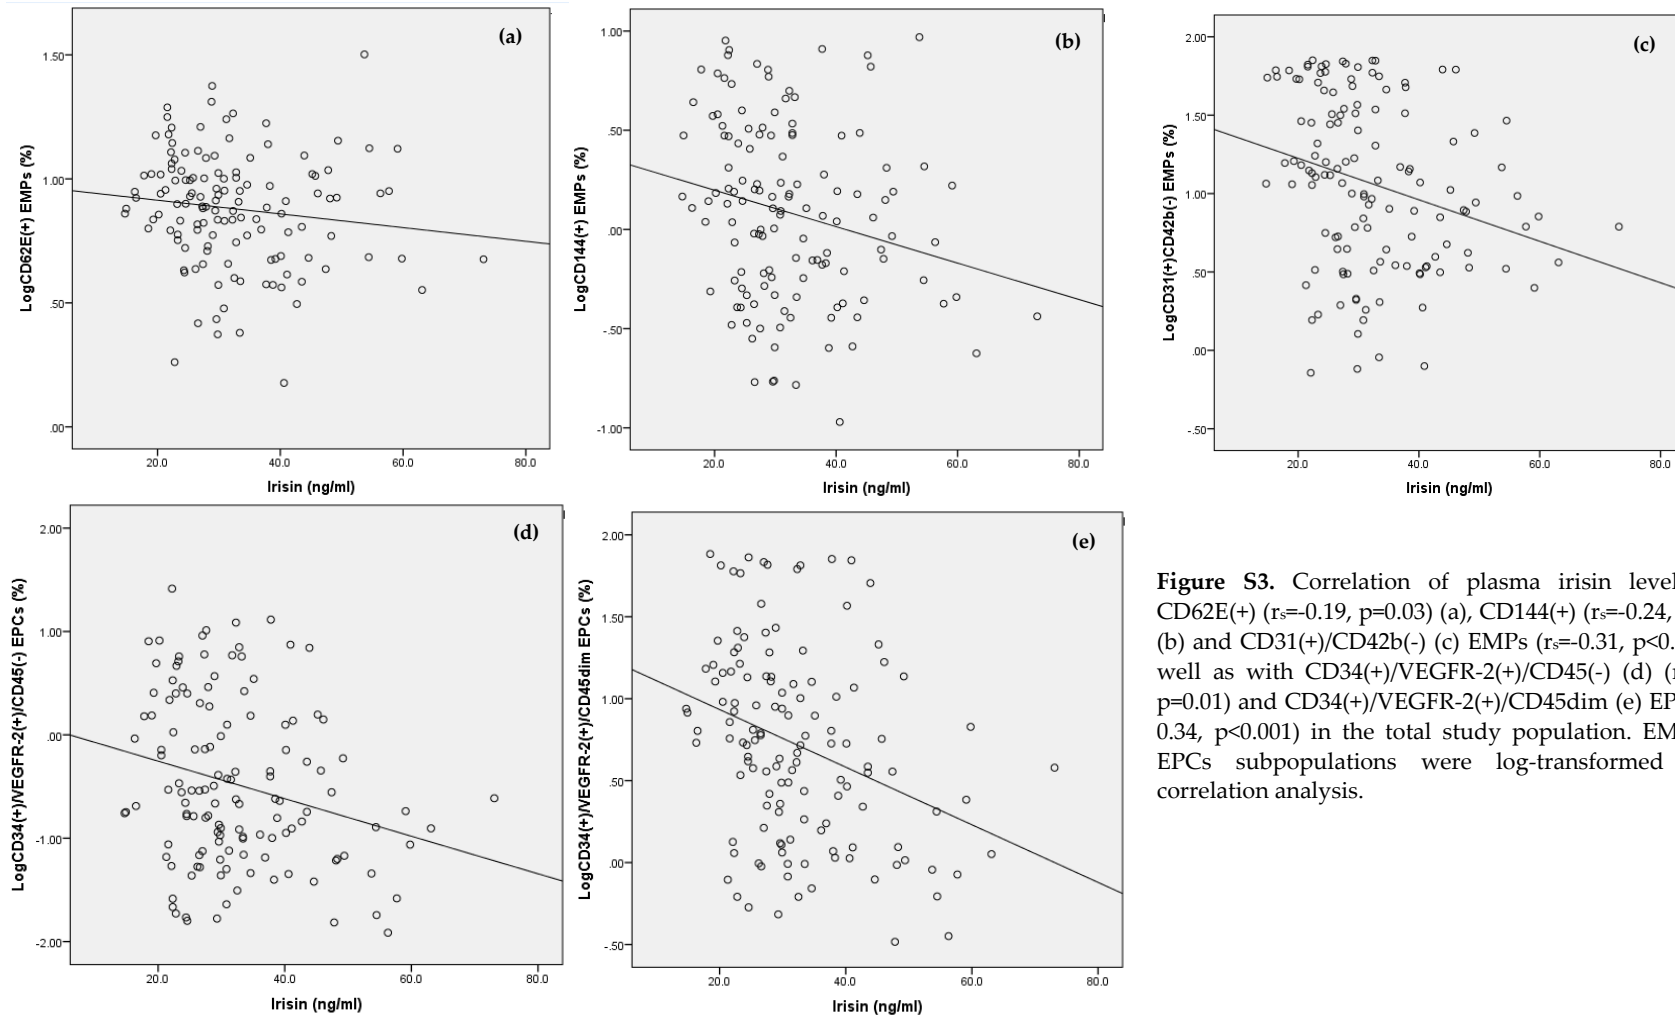 (a)
1.50
1.00
.50
.00
20.0 40.0 60.0 80.0
LogCD62E(+) EMPs (%)
Irisin (ng/ml)
(b)
1.00
.50
.00
-.50
-1.00
20.0 40.0 60.0 80.0
LogCD144(+) EMPs (%)
Irisin (ng/ml)
(c)
2.00
1.50
1.00
.50
.00
-.50
20.0 40.0 60.0 80.0
LogCD31(+)CD42b(-) EMPs (%)
Irisin (ng/ml)
(d)
2.00
1.00
.00
-1.00
-2.00
20.0 40.0 60.0 80.0
LogCD34(+)/VEGFR-2(+)/CD45(-) EPCs (%)
Irisin (ng/ml)
(e)
2.00
1.50
1.00
.50
.00
-.50
20.0 40.0 60.0 80.0
LogCD34(+)/VEGFR-2(+)/CD45dim EPCs (%)
Irisin (ng/ml)
Figure S3. Correlation of plasma irisin level
CD62E(+) (rs=-0.19, p=0.03) (a), CD144(+) (rs=-0.24,
(b) and CD31(+)/CD42b(-) (c) EMPs (rs=-0.31, p<0.
well as with CD34(+)/VEGFR-2(+)/CD45(-) (d) (r
p=0.01) and CD34(+)/VEGFR-2(+)/CD45dim (e) EP
0.34, p<0.001) in the total study population. EM
EPCs subpopulations were log-transformed
correlation analysis.